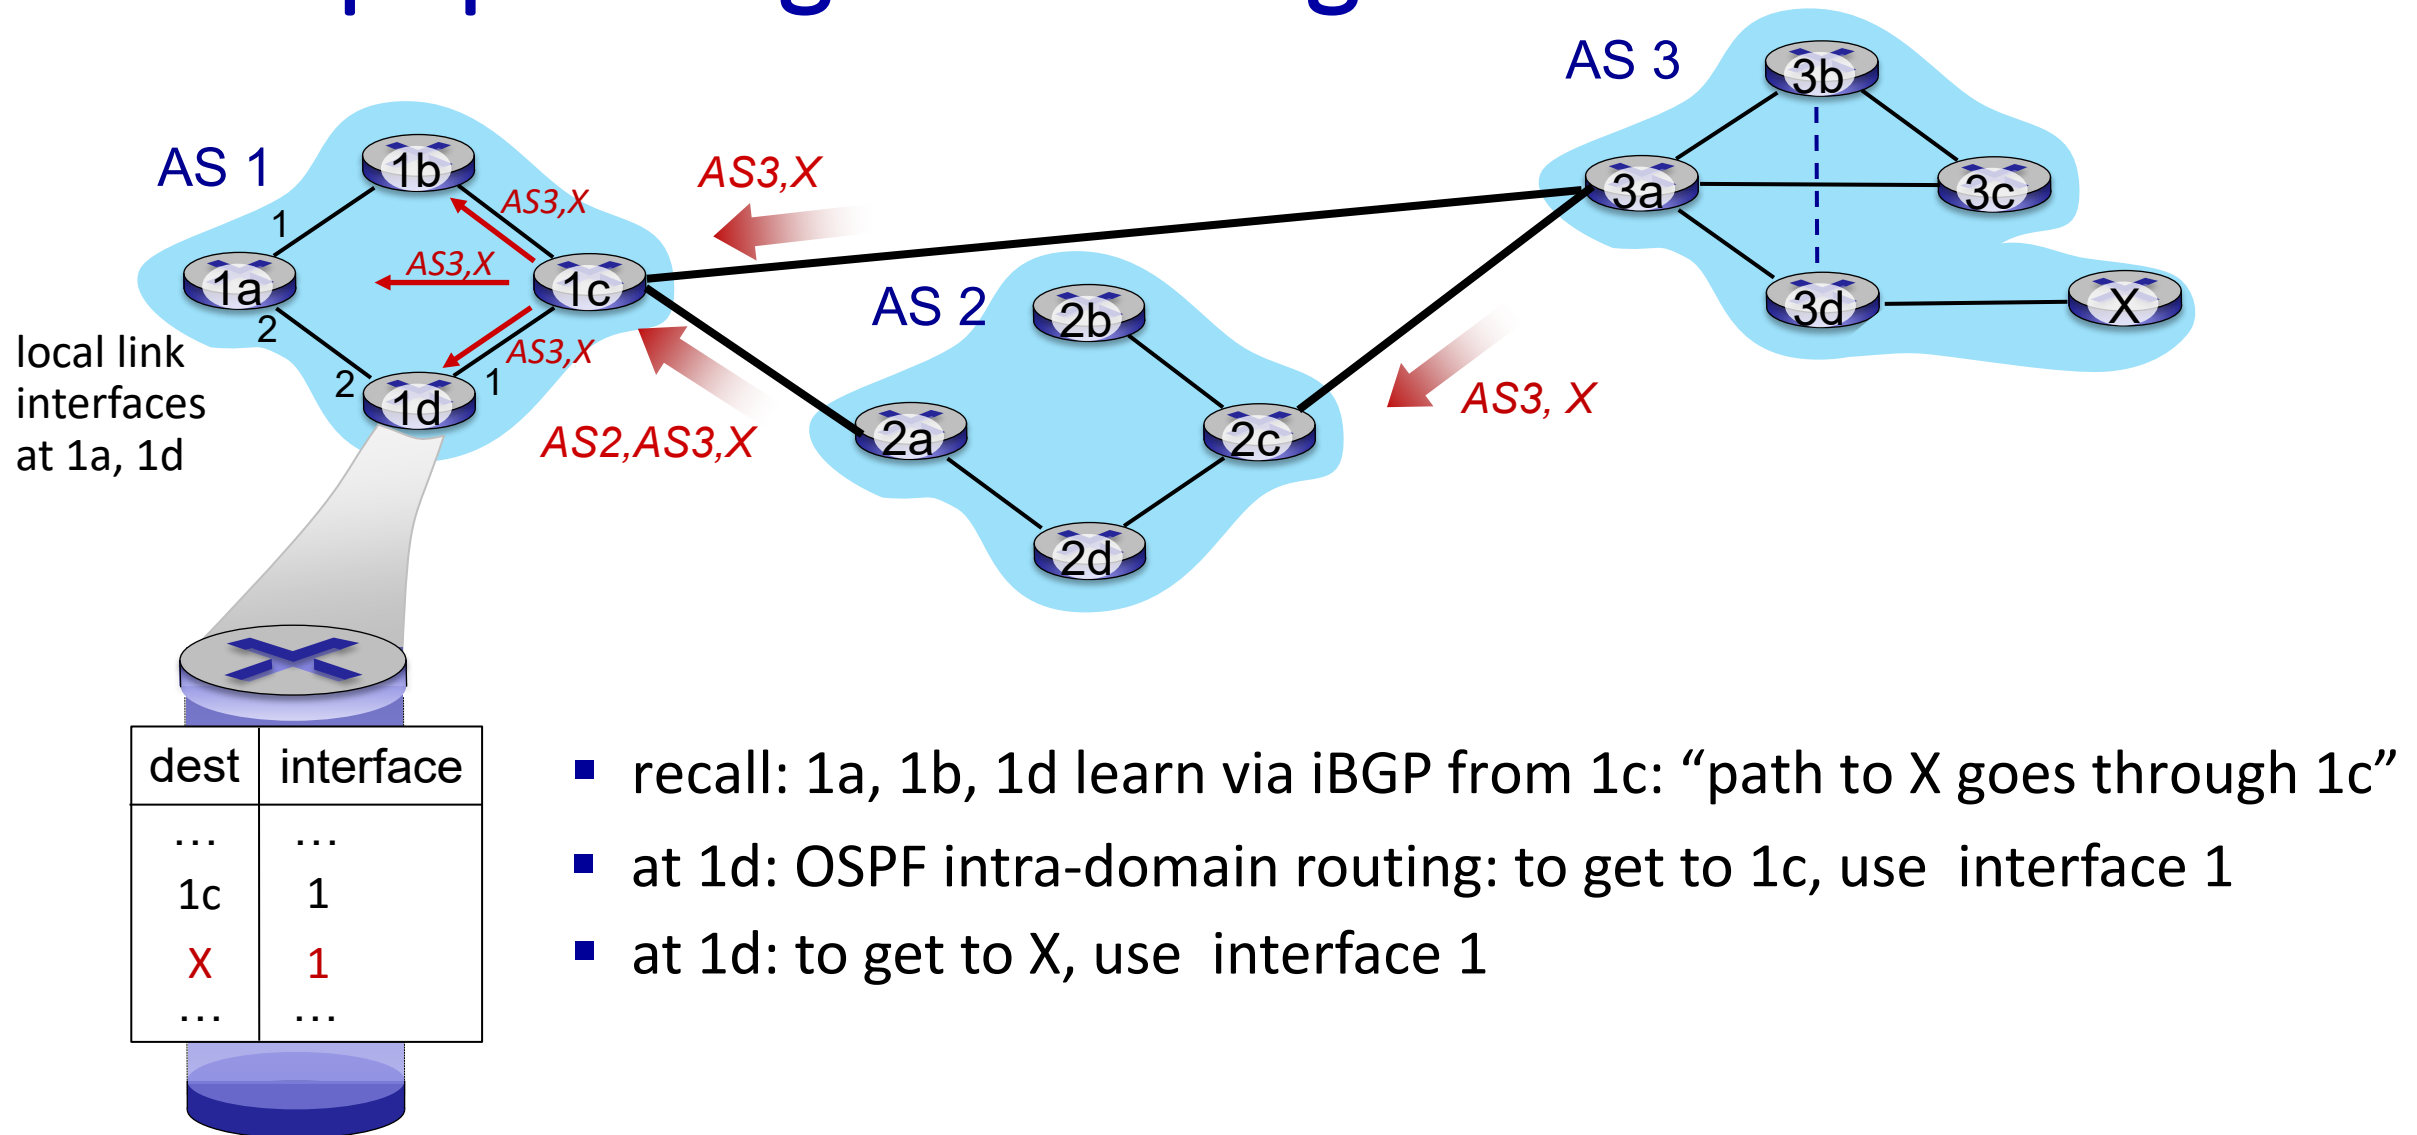 AS 3
3b
AS 1
1b
AS3,X
AS3,X
3a
3c
1
AS3,X
1a
1c
AS 2
2b
3d
X
2
local link
interfaces
at 1a, 1d
AS3,X
2
1
1d
AS2,AS3,X
2a
2c
AS3, X
2d
dest interface
... ...
1c 1
X 1
... ...
▪ recall: 1a, 1b, 1d learn via iBGP from 1c: “path to X goes through 1c”
▪ at 1d: OSPF intra-domain routing: to get to 1c, use interface 1
▪ at 1d: to get to X, use interface 1